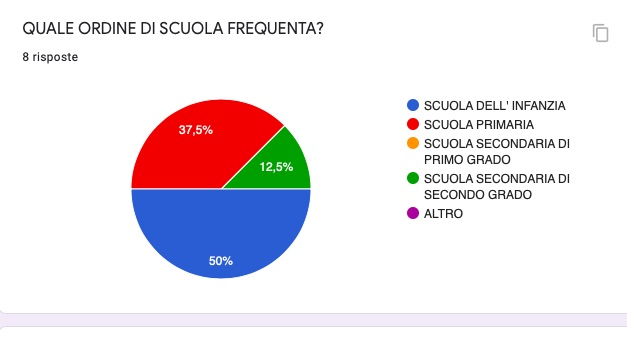 QUALE ORDINE DI SCUOLA FREQUENTA?
8 risposte
37,5%
12,5%
50%
SCUOLA DELL' INFANZIA
SCUOLA PRIMARIA
SCUOLA SECONDARIA DI
PRIMO GRADO
SCUOLA SECONDARIA DI
SECONDO GRADO
ALTRO